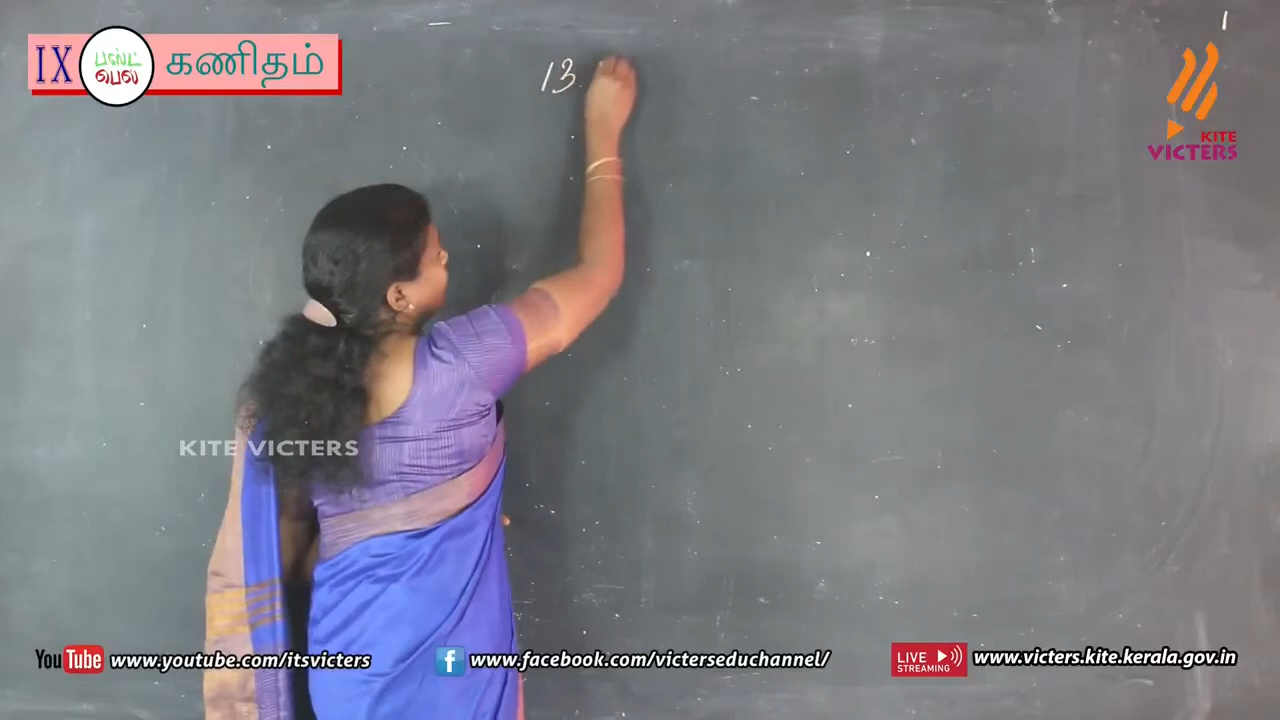 IX
பஸ்ட்
பெல்
கணிதம்
13
KITE
VICTERS
KITE VICTERS
YouTube www.youtube.com/itsvicters
f www.facebook.com/victerseduchannel/
LIVE
STREAMING
www.victers.kite.kerala.gov.in